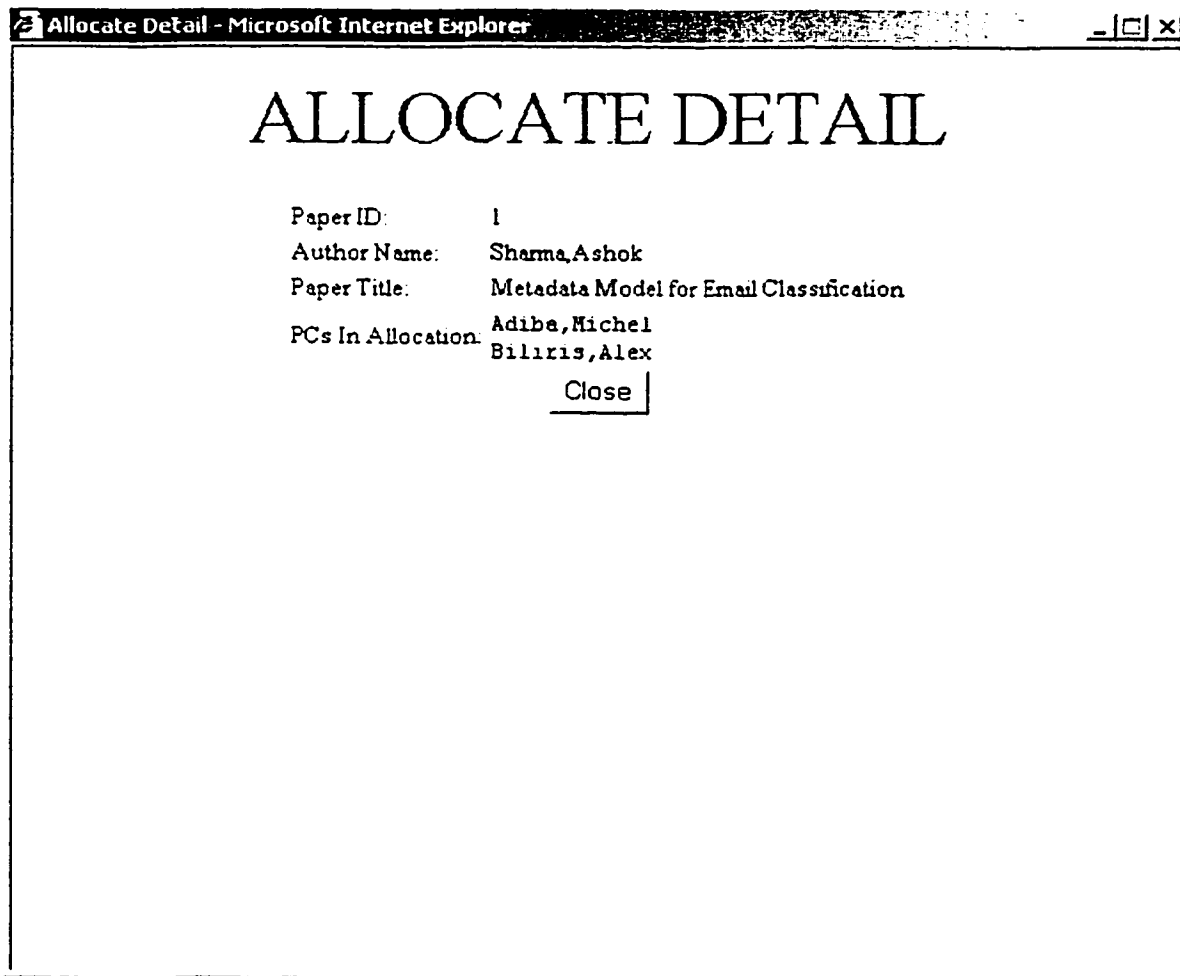 Allocate Detail - Microsoft Internet Explorer
ALLOCATE DETAIL
Paper ID: 1
Author Name: Sharma,Ashok
Paper Title: Metadata Model for Email Classification
PCs In Allocation: Adiba,Michel
Biliris,Alex
Close